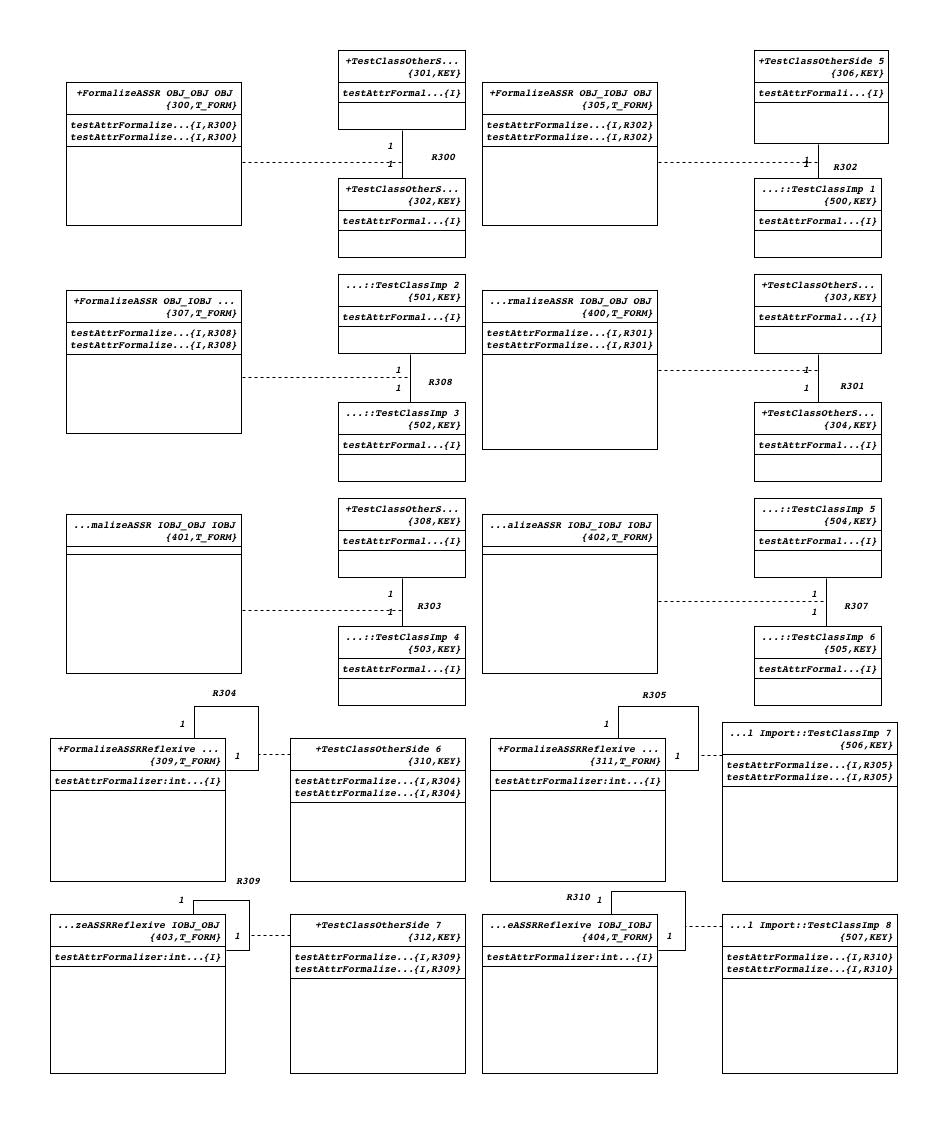 +TestClassOtherS...
{301,KEY}
testAttrFormal...{I}
+TestClassOtherSide 5
{306,KEY}
testAttrFormali...{I}
+FormalizeASSR OBJ_OBJ OBJ
{300,T_FORM}
testAttrFormalize...{I,R300}
testAttrFormalize...{I,R300}
+FormalizeASSR OBJ_IOBJ OBJ
{305,T_FORM}
testAttrFormalize...{I,R302}
testAttrFormalize...{I,R302}
1
R300
1
1
R302
1
+TestClassOtherS...
{302,KEY}
testAttrFormal...{I}
...::TestClassImp 1
{500,KEY}
testAttrFormal...{I}
...::TestClassImp 2
{501,KEY}
testAttrFormal...{I}
+TestClassOtherS...
{303,KEY}
testAttrFormal...{I}
+FormalizeASSR OBJ_IOBJ ...
{307,T_FORM}
testAttrFormalize...{I,R308}
testAttrFormalize...{I,R308}
...rmalizeASSR IOBJ_OBJ OBJ
{400,T_FORM}
testAttrFormalize...{I,R301}
testAttrFormalize...{I,R301}
1
R308
1
1
R301
1
...::TestClassImp 3
{502,KEY}
testAttrFormal...{I}
+TestClassOtherS...
{304,KEY}
testAttrFormal...{I}
+TestClassOtherS...
{308,KEY}
testAttrFormal...{I}
...::TestClassImp 5
{504,KEY}
testAttrFormal...{I}
...malizeASSR IOBJ_OBJ IOBJ
{401,T_FORM}
...alizeASSR IOBJ_IOBJ IOBJ
{402,T_FORM}
1
R303
1
1
R307
1
...::TestClassImp 4
{503,KEY}
testAttrFormal...{I}
...::TestClassImp 6
{505,KEY}
testAttrFormal...{I}
R304
1
1
R305
1
1
+FormalizeASSRReflexive ...
{309,T_FORM}
testAttrFormalizer:int...{I}
+TestClassOtherSide 6
{310,KEY}
testAttrFormalize...{I,R304}
testAttrFormalize...{I,R304}
+FormalizeASSRReflexive ...
{311,T_FORM}
testAttrFormalizer:int...{I}
...l Import::TestClassImp 7
{506,KEY}
testAttrFormalize...{I,R305}
testAttrFormalize...{I,R305}
R309
1
1
R310
1
1
...zeASSRReflexive IOBJ_OBJ
{403,T_FORM}
testAttrFormalizer:int...{I}
+TestClassOtherSide 7
{312,KEY}
testAttrFormalize...{I,R309}
testAttrFormalize...{I,R309}
...eASSRReflexive IOBJ_IOBJ
{404,T_FORM}
testAttrFormalizer:int...{I}
...l Import::TestClassImp 8
{507,KEY}
testAttrFormalize...{I,R310}
testAttrFormalize...{I,R310}